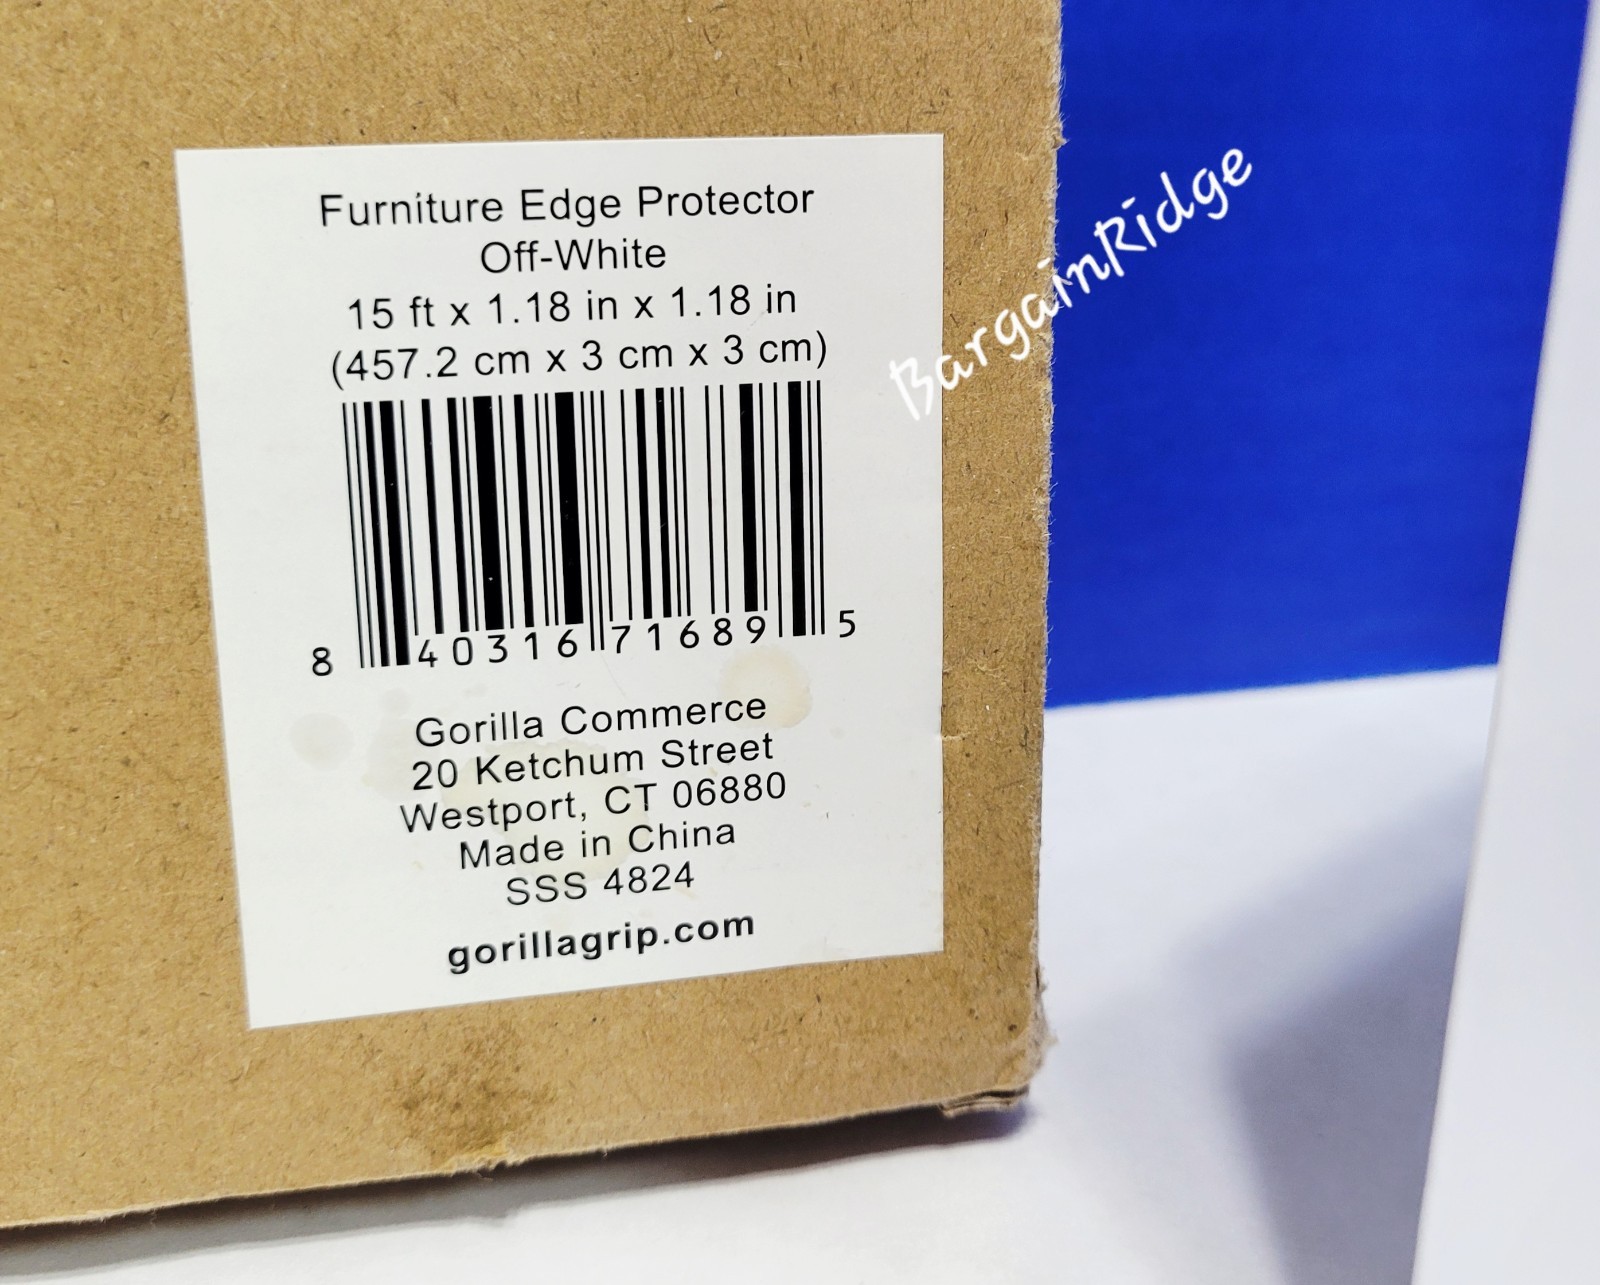 Furniture Edge Protector
Off-White
15 ft x 1.18 in x 1.18 in
(457.2 cm x 3 cm x 3 cm)
8 40316 71689 5
Gorilla Commerce
20 Ketchum Street
Westport, CT 06880
Made in China
SSS 4824
gorillagrip.com
BargainRidge